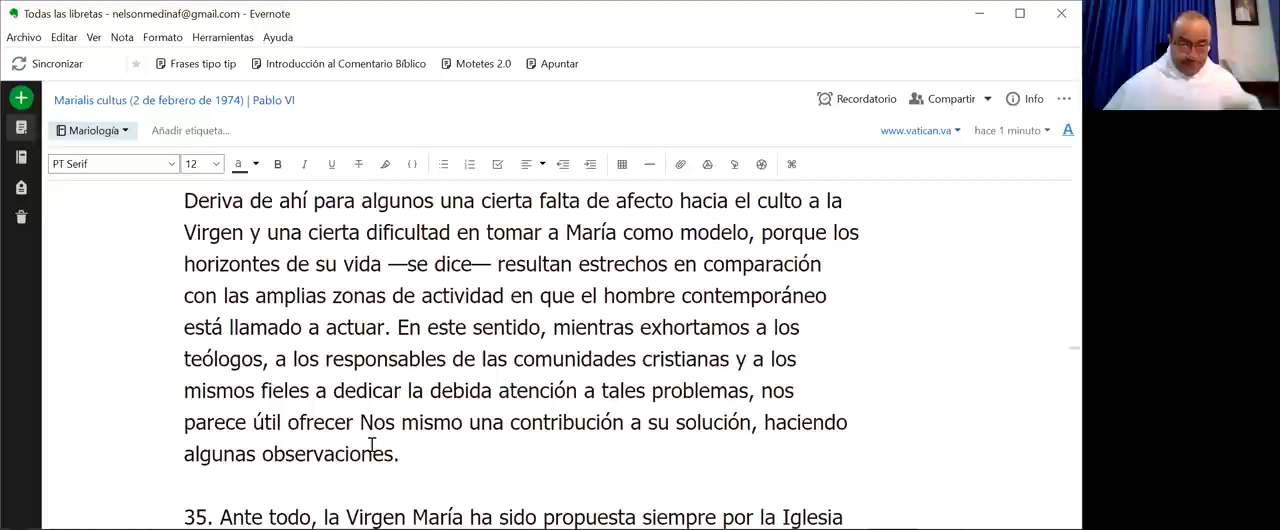 Todas las libretas - nelsonmedinaf@gmail.com - Evernote
Archivo Editar Ver Nota Formato Herramientas Ayuda
Sincronizar Frases tipo tip Introducción al Comentario Bíblico Motetes 2.0 Apuntar
Marialis cultus (2 de febrero de 1974) | Pablo VI Recordatorio Compartir Info
Mariología Añadir etiqueta... www.vatican.va hace 1 minuto A
PT Serif 12 a B I U T
Deriva de ahí para algunos una cierta falta de afecto hacia el culto a la
Virgen y una cierta dificultad en tomar a María como modelo, porque los
horizontes de su vida —se dice— resultan estrechos en comparación
con las amplias zonas de actividad en que el hombre contemporáneo
está llamado a actuar. En este sentido, mientras exhortamos a los
teólogos, a los responsables de las comunidades cristianas y a los
mismos fieles a dedicar la debida atención a tales problemas, nos
parece útil ofrecer Nos mismo una contribución a su solución, haciendo
algunas observaciones.
35. Ante todo, la Virgen María ha sido propuesta siempre por la Iglesia